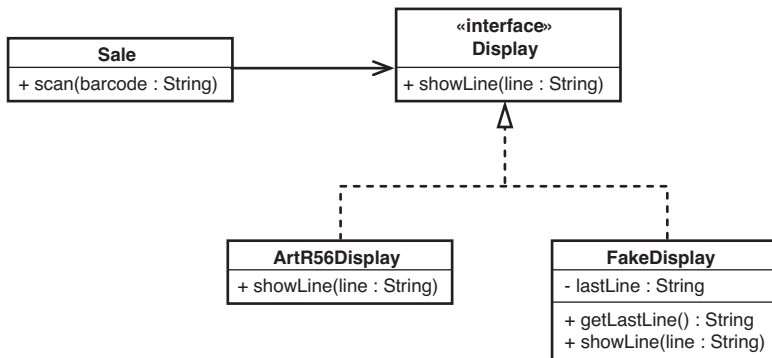 Sale
+ scan(barcode : String)
«interface»
Display
+ showLine(line : String)
ArtR56Display
+ showLine(line : String)
FakeDisplay
- lastLine : String
+ getLastLine() : String
+ showLine(line : String)